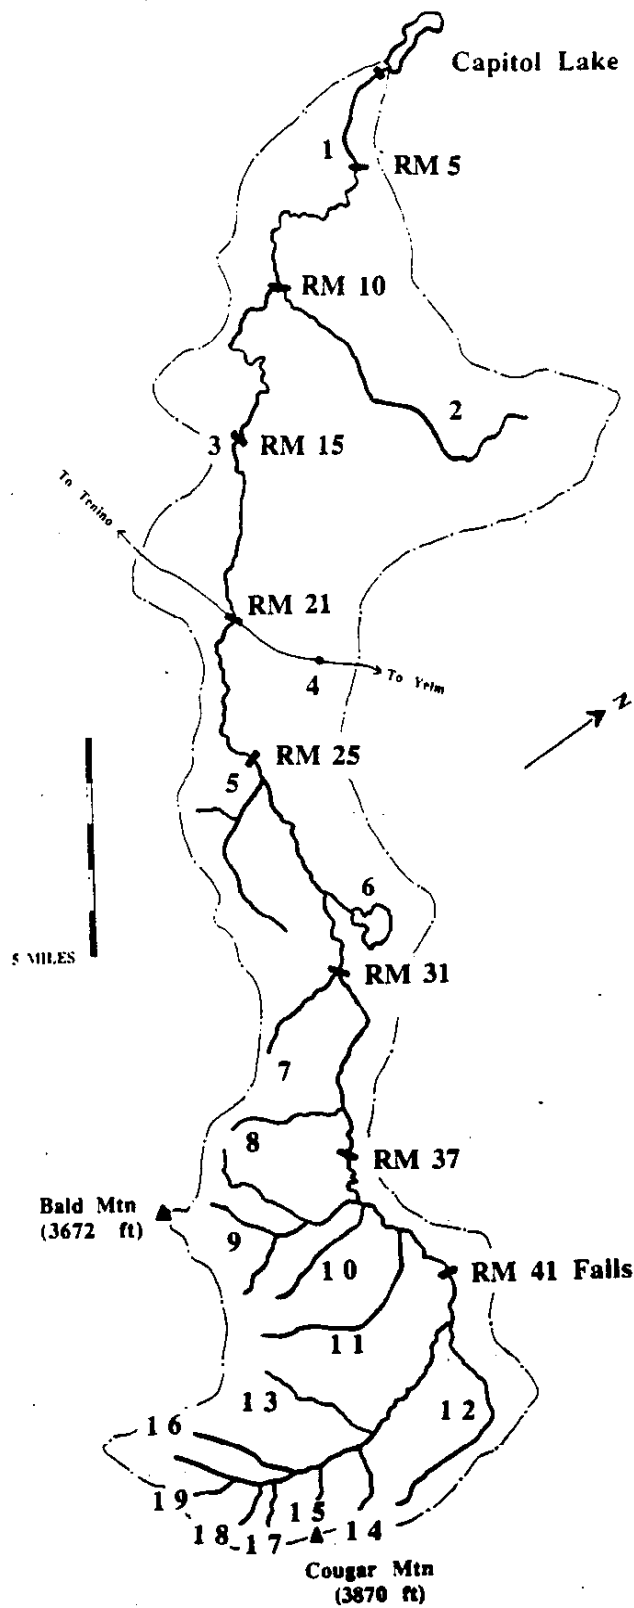 Capitol Lake
1
RM 5
RM 10
2
3
RM 15
To Tenino
RM 21
4
To Yelm
N
RM 25
5
6
5 MILES
RM 31
7
8
RM 37
Bald Mtn
(3672 ft)
9
10
RM 41 Falls
11
13
12
16
19
15
18
17
14
Cougar Mtn
(3870 ft)